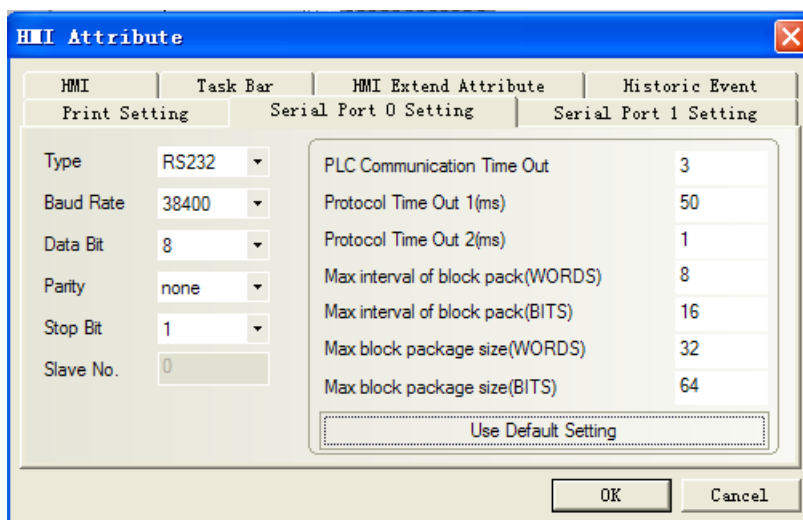 HMI Attribute
HMI Task Bar HMI Extend Attribute Historic Event
Print Setting Serial Port 0 Setting Serial Port 1 Setting
Type RS232
Baud Rate 38400
Data Bit 8
Parity none
Stop Bit 1
Slave No. 0
PLC Communication Time Out 3
Protocol Time Out 1(ms) 50
Protocol Time Out 2(ms) 1
Max interval of block pack(WORDS) 8
Max interval of block pack(BITS) 16
Max block package size(WORDS) 32
Max block package size(BITS) 64
Use Default Setting
OK Cancel